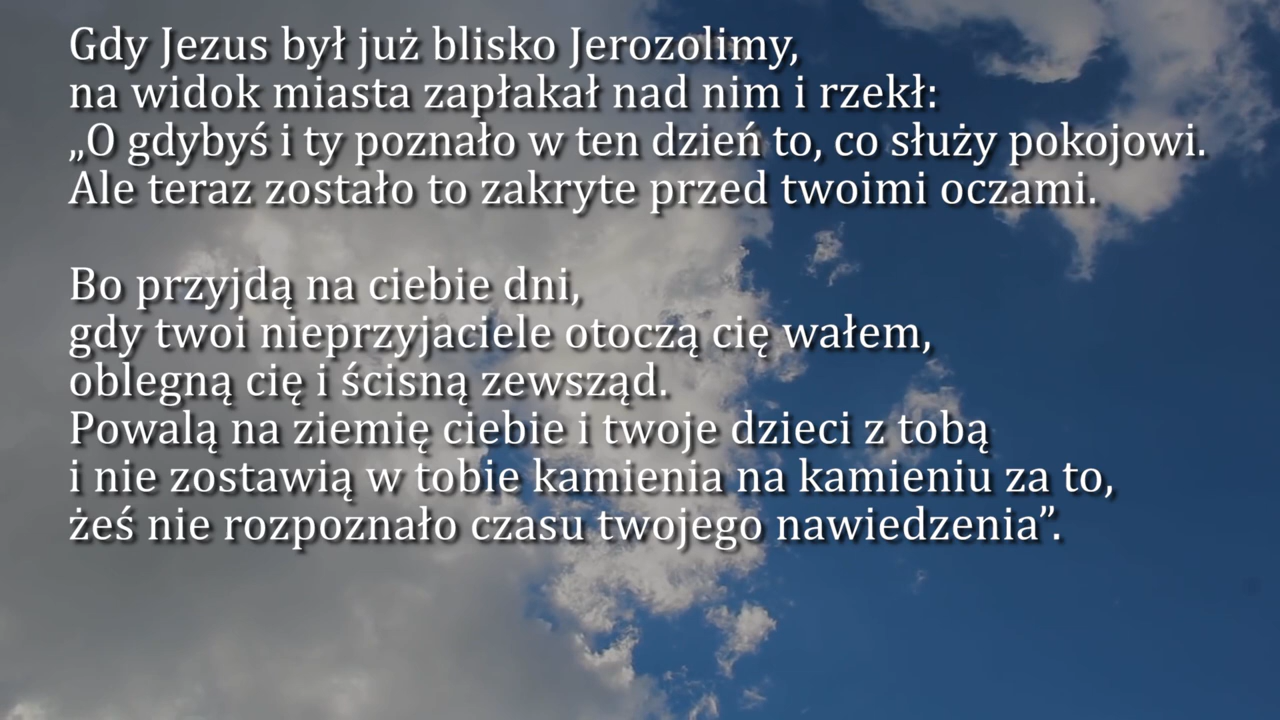 Gdy Jezus był już blisko Jerozolimy,
na widok miasta zapłakał nad nim i rzekł:
„O gdybyś i ty poznało w ten dzień to, co służy pokojowi.
Ale teraz zostało to zakryte przed twoimi oczami.
Bo przyjdą na ciebie dni,
gdy twoi nieprzyjaciele otoczą cię wałem,
oblegną cię i ścisną zewsząd.
Powalą na ziemię ciebie i twoje dzieci z tobą
i nie zostawią w tobie kamienia na kamieniu za to,
żeś nie rozpoznało czasu twojego nawiedzenia”.